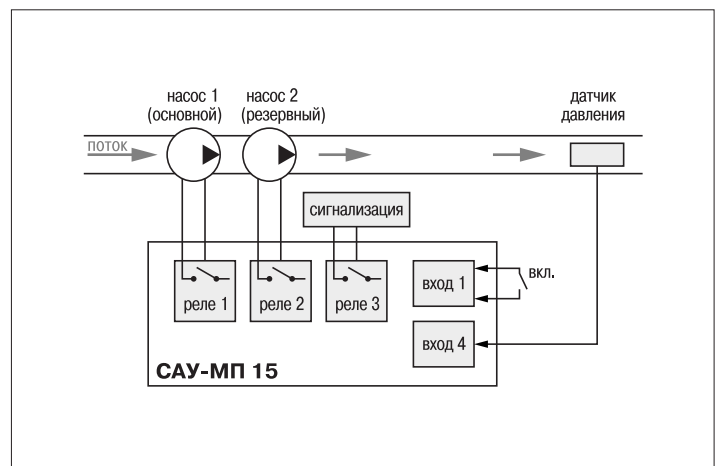 насос 1
(основной)
насос 2
(резервный)
датчик
давления
поток
сигнализация
реле 1
реле 2
реле 3
вход 1
вкл.
вход 4
САУ-МП 15